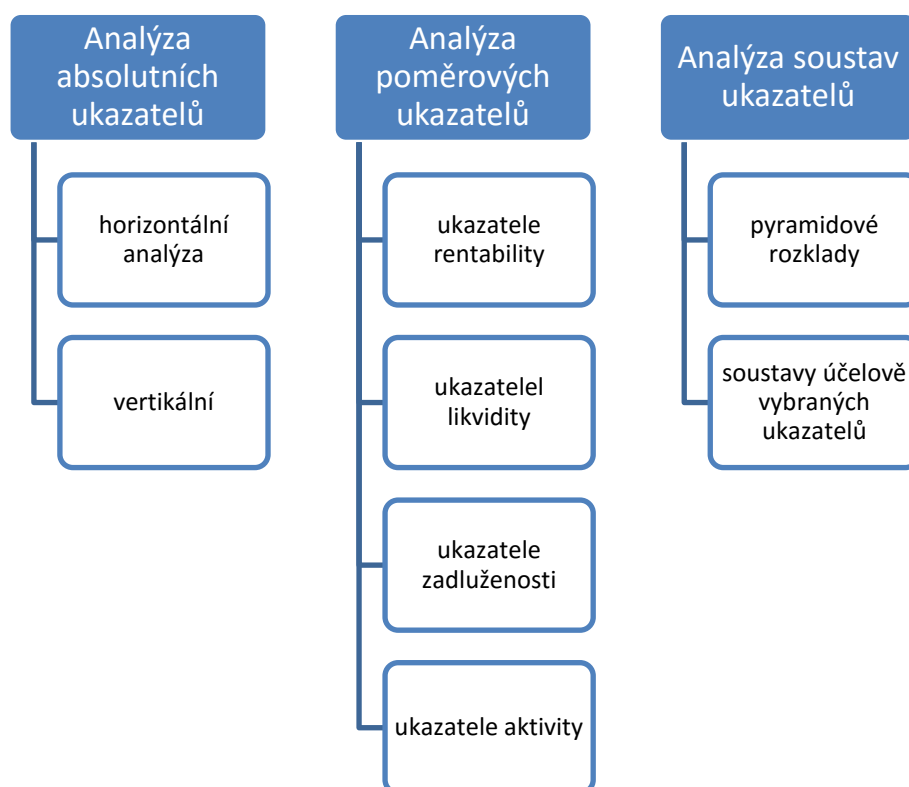 Analýza
absolutních
ukazatelů
horizontální
analýza
vertikální
Analýza
poměrových
ukazatelů
ukazatele
rentability
ukazatelel
likvidity
ukazatele
zadluženosti
ukazatele aktivity
Analýza soustav
ukazatelů
pyramidové
rozklady
soustavy účelově
vybraných
ukazatelů